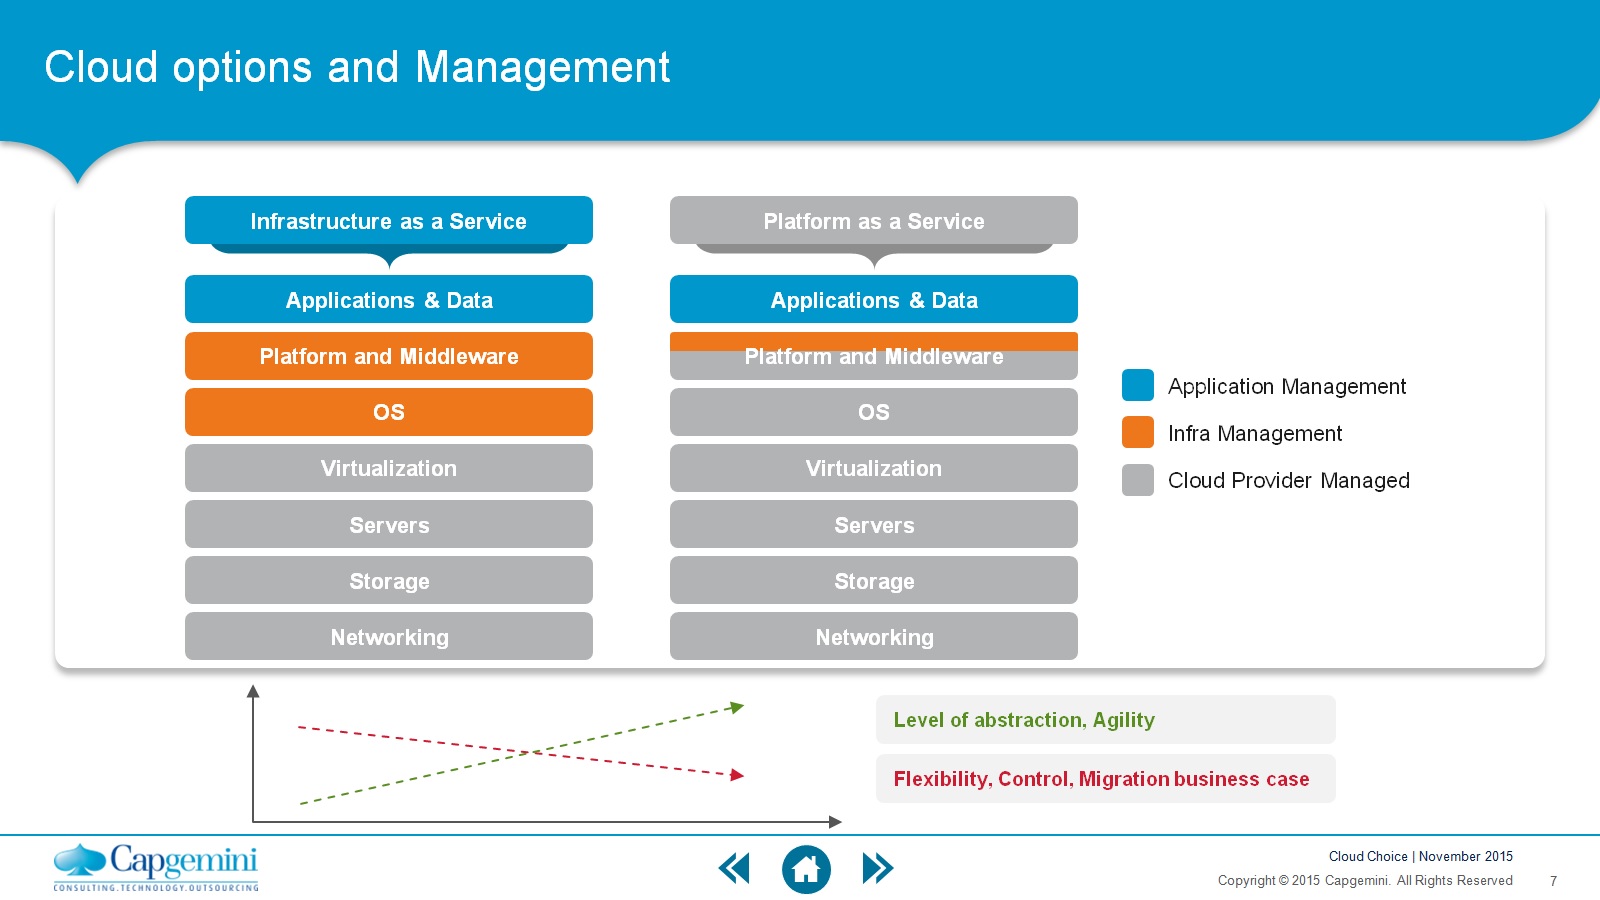 Cloud options and Management
Infrastructure as a Service
Applications & Data
Platform and Middleware
OS
Virtualization
Servers
Storage
Networking
Platform as a Service
Applications & Data
Platform and Middleware
OS
Virtualization
Servers
Storage
Networking
Application Management
Infra Management
Cloud Provider Managed
Level of abstraction, Agility
Flexibility, Control, Migration business case
Capgemini
CONSULTING.TECHNOLOGY.OUTSOURCING
Cloud Choice | November 2015
Copyright © 2015 Capgemini. All Rights Reserved
7